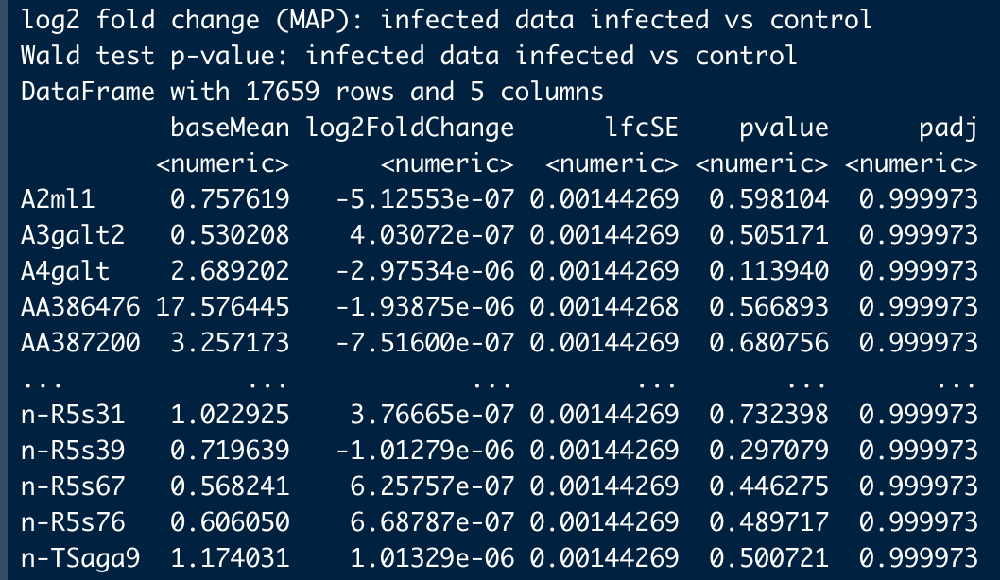 log2 fold change (MAP): infected data infected vs control
Wald test p-value: infected data infected vs control
DataFrame with 17659 rows and 5 columns
baseMean log2FoldChange lfcSE pvalue padj
<numeric> <numeric> <numeric> <numeric> <numeric>
A2ml1 0.757619 -5.12553e-07 0.00144269 0.598104 0.999973
A3galt2 0.530208 4.03072e-07 0.00144269 0.505171 0.999973
A4galt 2.689202 -2.97534e-06 0.00144269 0.113940 0.999973
AA386476 17.576445 -1.93875e-06 0.00144268 0.566893 0.999973
AA387200 3.257173 -7.51600e-07 0.00144269 0.680756 0.999973
... ... ... ... ... ...
n-R5s31 1.022925 3.76665e-07 0.00144269 0.732398 0.999973
n-R5s39 0.719639 -1.01279e-06 0.00144269 0.297079 0.999973
n-R5s67 0.568241 6.25757e-07 0.00144269 0.446275 0.999973
n-R5s76 0.606050 6.68787e-07 0.00144269 0.489717 0.999973
n-TSaga9 1.174031 1.01329e-06 0.00144269 0.500721 0.999973